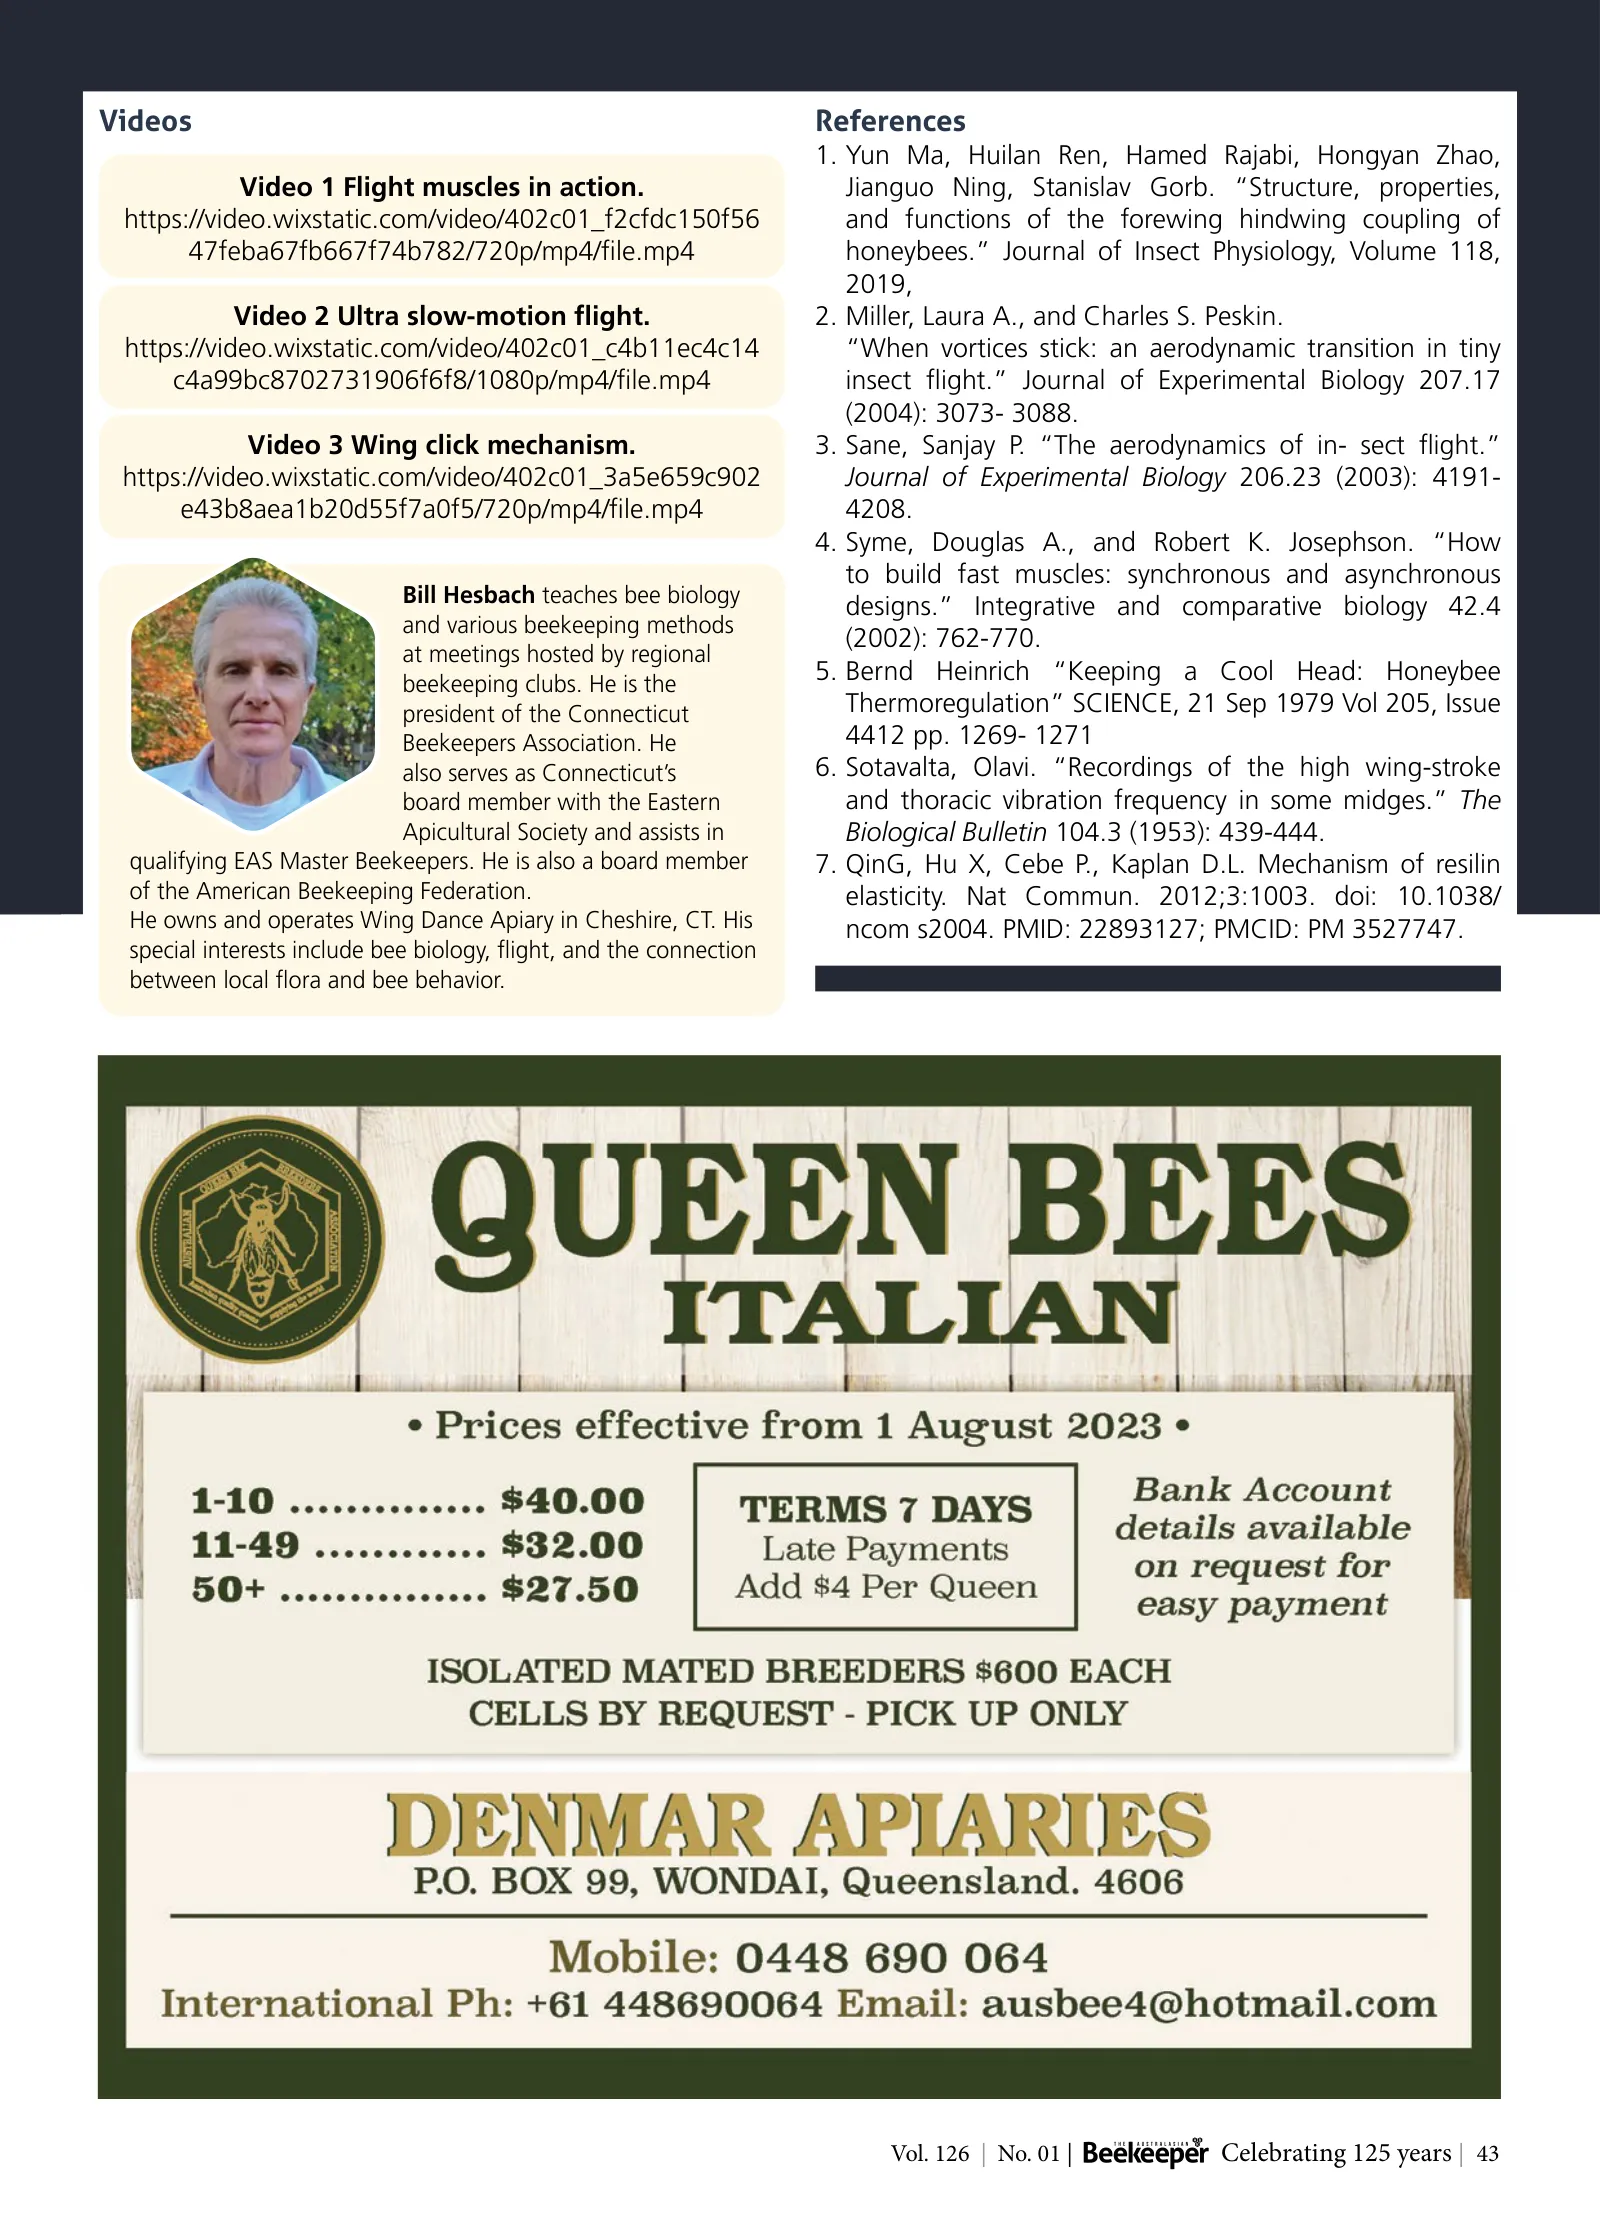 Videos
Video 1 Flight muscles in action.
https://video.wixstatic.com/video/402c01_f2cfdc150f56
47feba67fb667f74b782/720p/mp4/file.mp4
Video 2 Ultra slow-motion flight.
https://video.wixstatic.com/video/402c01_c4b11ec4c14
c4a99bc8702731906f6f8/1080p/mp4/file.mp4
Video 3 Wing click mechanism.
https://video.wixstatic.com/video/402c01_3a5e659c902
e43b8aea1b20d55f7a0f5/720p/mp4/file.mp4
Bill Hesbach teaches bee biology
and various beekeeping methods
at meetings hosted by regional
beekeeping clubs. He is the
president of the Connecticut
Beekeepers Association. He
also serves as Connecticut’s
board member with the Eastern
Apicultural Society and assists in
qualifying EAS Master Beekeepers. He is also a board member
of the American Beekeeping Federation.
He owns and operates Wing Dance Apiary in Cheshire, CT. His
special interests include bee biology, flight, and the connection
between local flora and bee behavior.
References
1. Yun Ma, Huilan Ren, Hamed Rajabi, Hongyan Zhao,
Jianguo Ning, Stanislav Gorb. “Structure, properties,
and functions of the forewing hindwing coupling of
honeybees.” Journal of Insect Physiology, Volume 118,
2019,
2. Miller, Laura A., and Charles S. Peskin.
“When vortices stick: an aerodynamic transition in tiny
insect flight.” Journal of Experimental Biology 207.17
(2004): 3073- 3088.
3. Sane, Sanjay P. “The aerodynamics of in- sect flight.”
Journal of Experimental Biology 206.23 (2003): 4191-
4208.
4. Syme, Douglas A., and Robert K. Josephson. “How
to build fast muscles: synchronous and asynchronous
designs.” Integrative and comparative biology 42.4
(2002): 762-770.
5. Bernd Heinrich “Keeping a Cool Head: Honeybee
Thermoregulation” SCIENCE, 21 Sep 1979 Vol 205, Issue
4412 pp. 1269- 1271
6. Sotavalta, Olavi. “Recordings of the high wing-stroke
and thoracic vibration frequency in some midges.” The
Biological Bulletin 104.3 (1953): 439-444.
7. QinG, Hu X, Cebe P., Kaplan D.L. Mechanism of resilin
elasticity. Nat Commun. 2012;3:1003. doi: 10.1038/
ncom s2004. PMID: 22893127; PMCID: PM 3527747.
AUSTRALIAN QUEEN BEE BREEDERS ASSOCIATION
QUEEN BEES
ITALIAN
• Prices effective from 1 August 2023 •
1-10 .............. $40.00
11-49 ............ $32.00
50+ ............... $27.50
TERMS 7 DAYS
Late Payments
Add $4 Per Queen
Bank Account
details available
on request for
easy payment
ISOLATED MATED BREEDERS $600 EACH
CELLS BY REQUEST - PICK UP ONLY
DENMAR APIARIES
P.O. BOX 99, WONDAI, Queensland. 4606
Mobile: 0448 690 064
International Ph: +61 448690064 Email: ausbee4@hotmail.com
Vol. 126 | No. 01 | THE AUSTRALASIAN Beekeeper Celebrating 125 years | 43